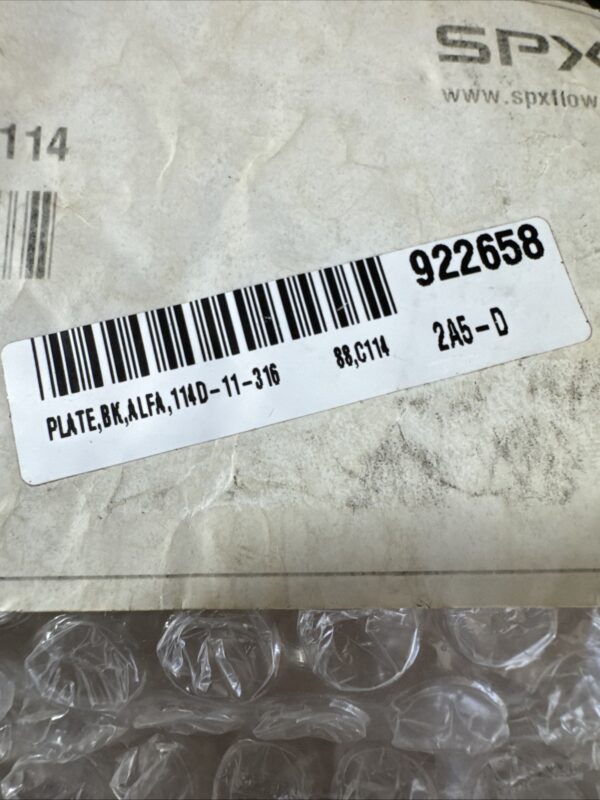 SPX
www.spxflow
114
922658
PLATE,BK,ALFA,114D-11-316 88,C114 2A5-D